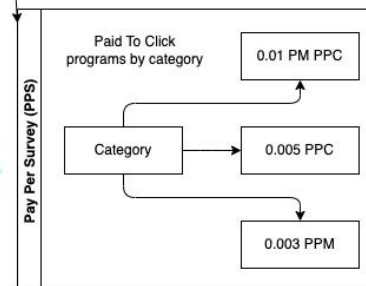 Paid To Click
programs by category
0.01 PM PPC
Pay Per Survey (PPS)
Category
0.005 PPC
0.003 PPM